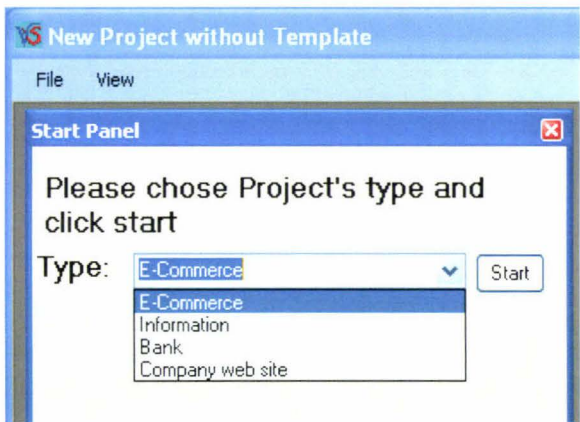 New Project without Template
File View
Start Panel
Please chose Project's type and
click start
Type: E-Commerce Start
E-Commerce
Information
Bank
Company web site